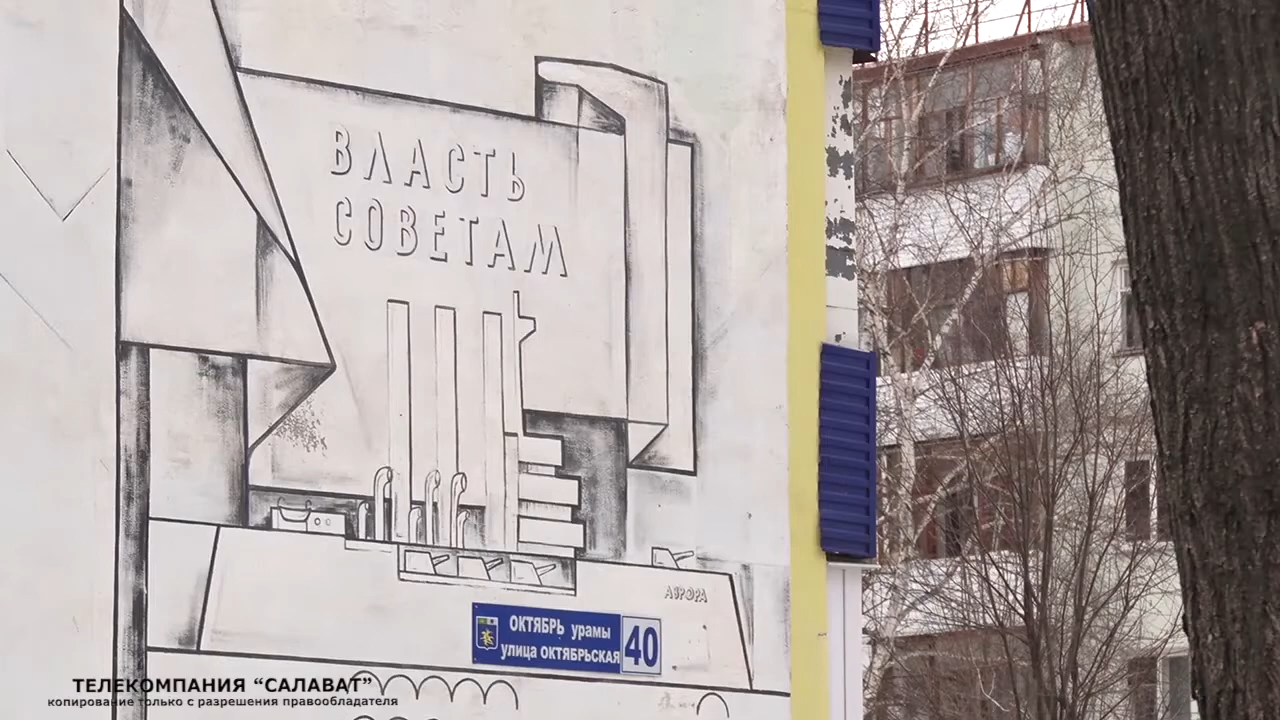 ВЛАСТЬ
СОВЕТАМ
АВРОРА
ОКТЯБРЬ урамы
улица ОКТЯБРЬСКАЯ
40
ТЕЛЕКОМПАНИЯ “САЛАВАТ”
копирование только с разрешения правообладателя